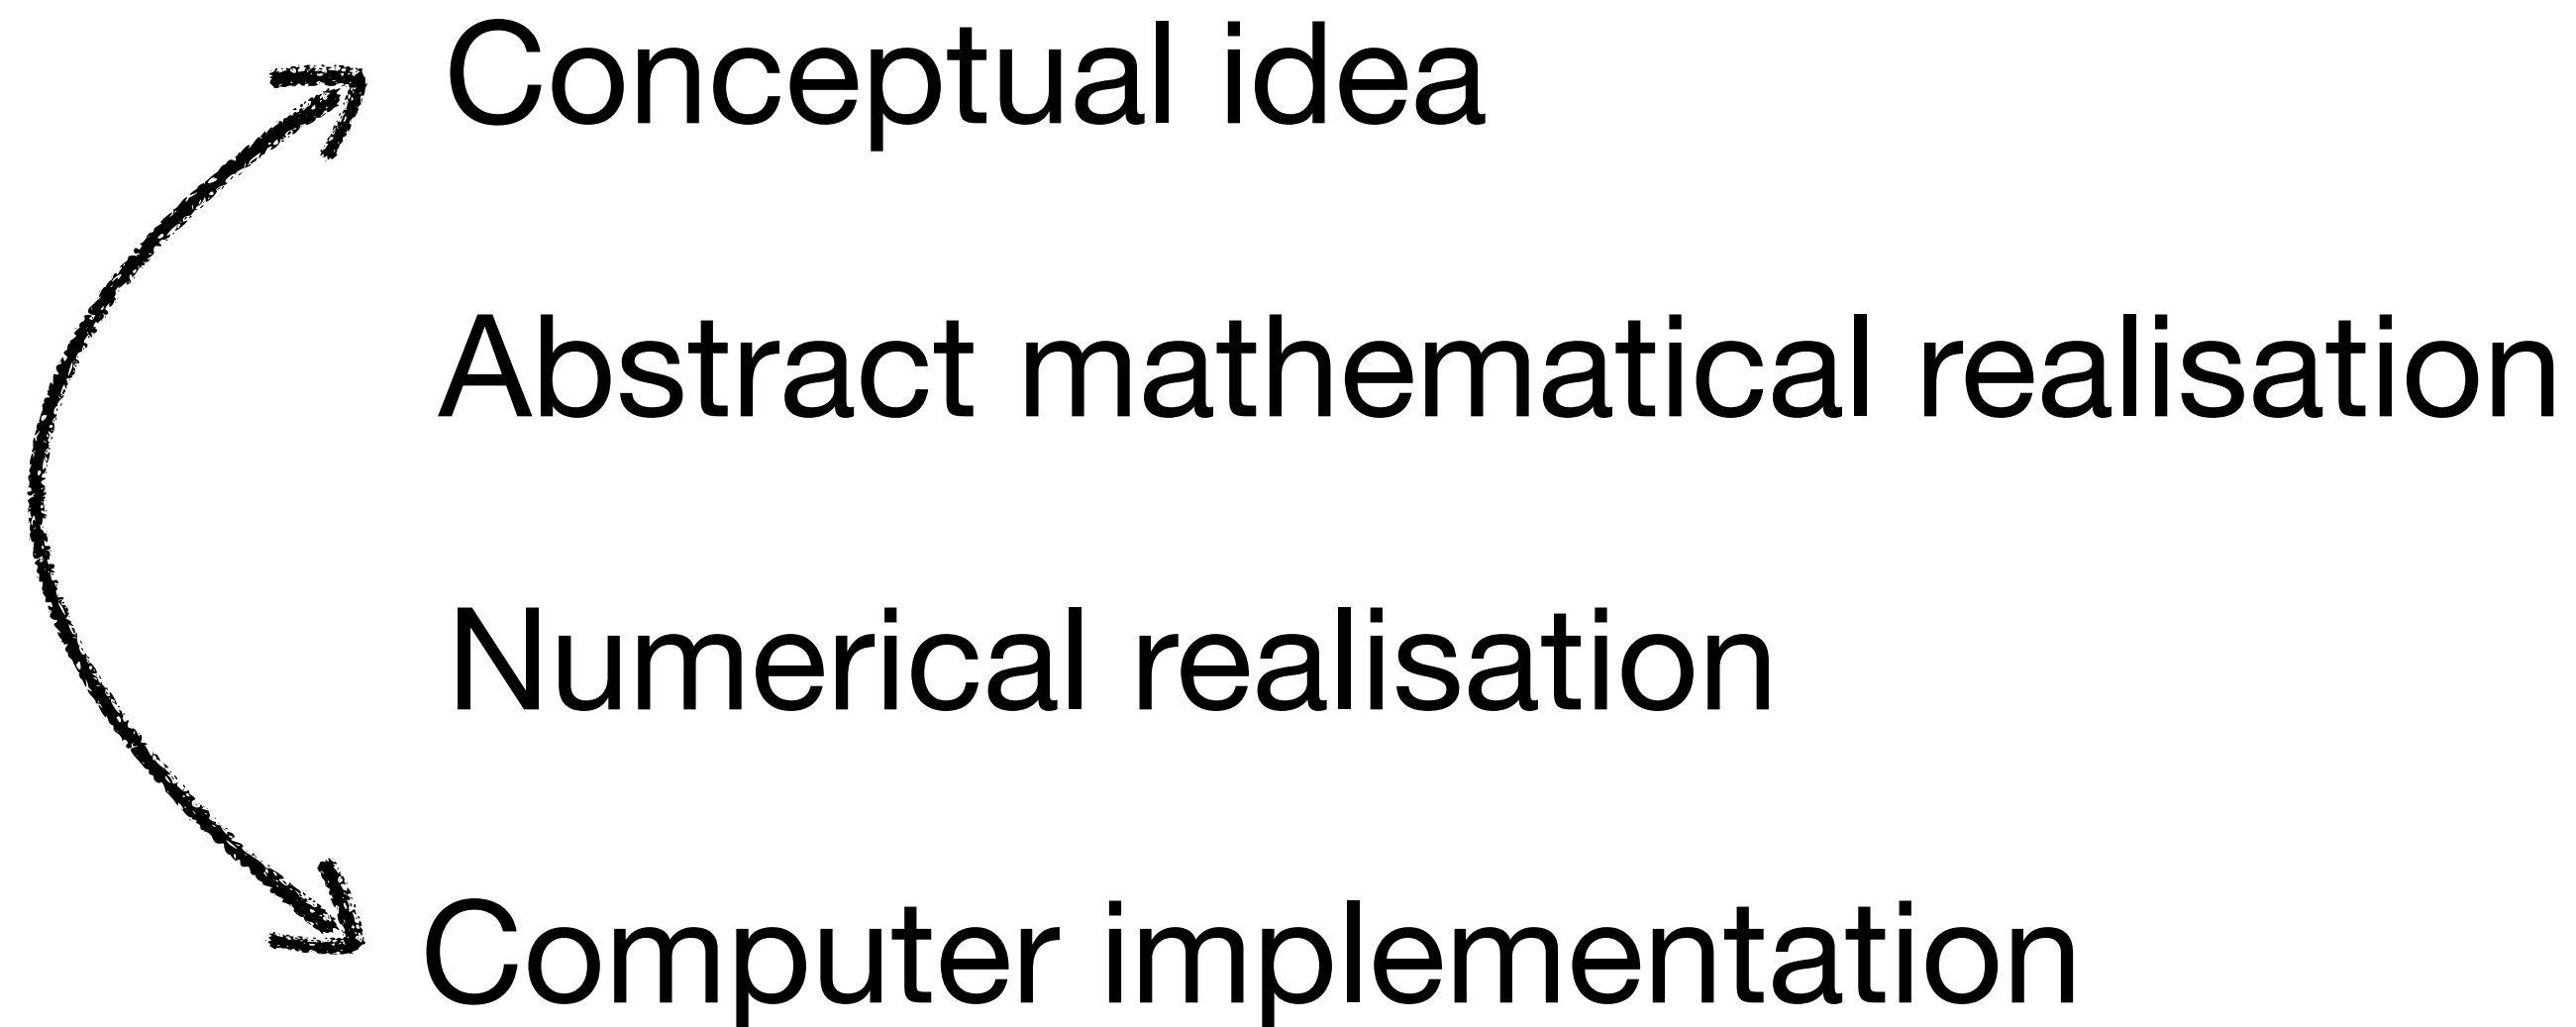 Conceptual idea
Abstract mathematical realisation
Numerical realisation
Computer implementation